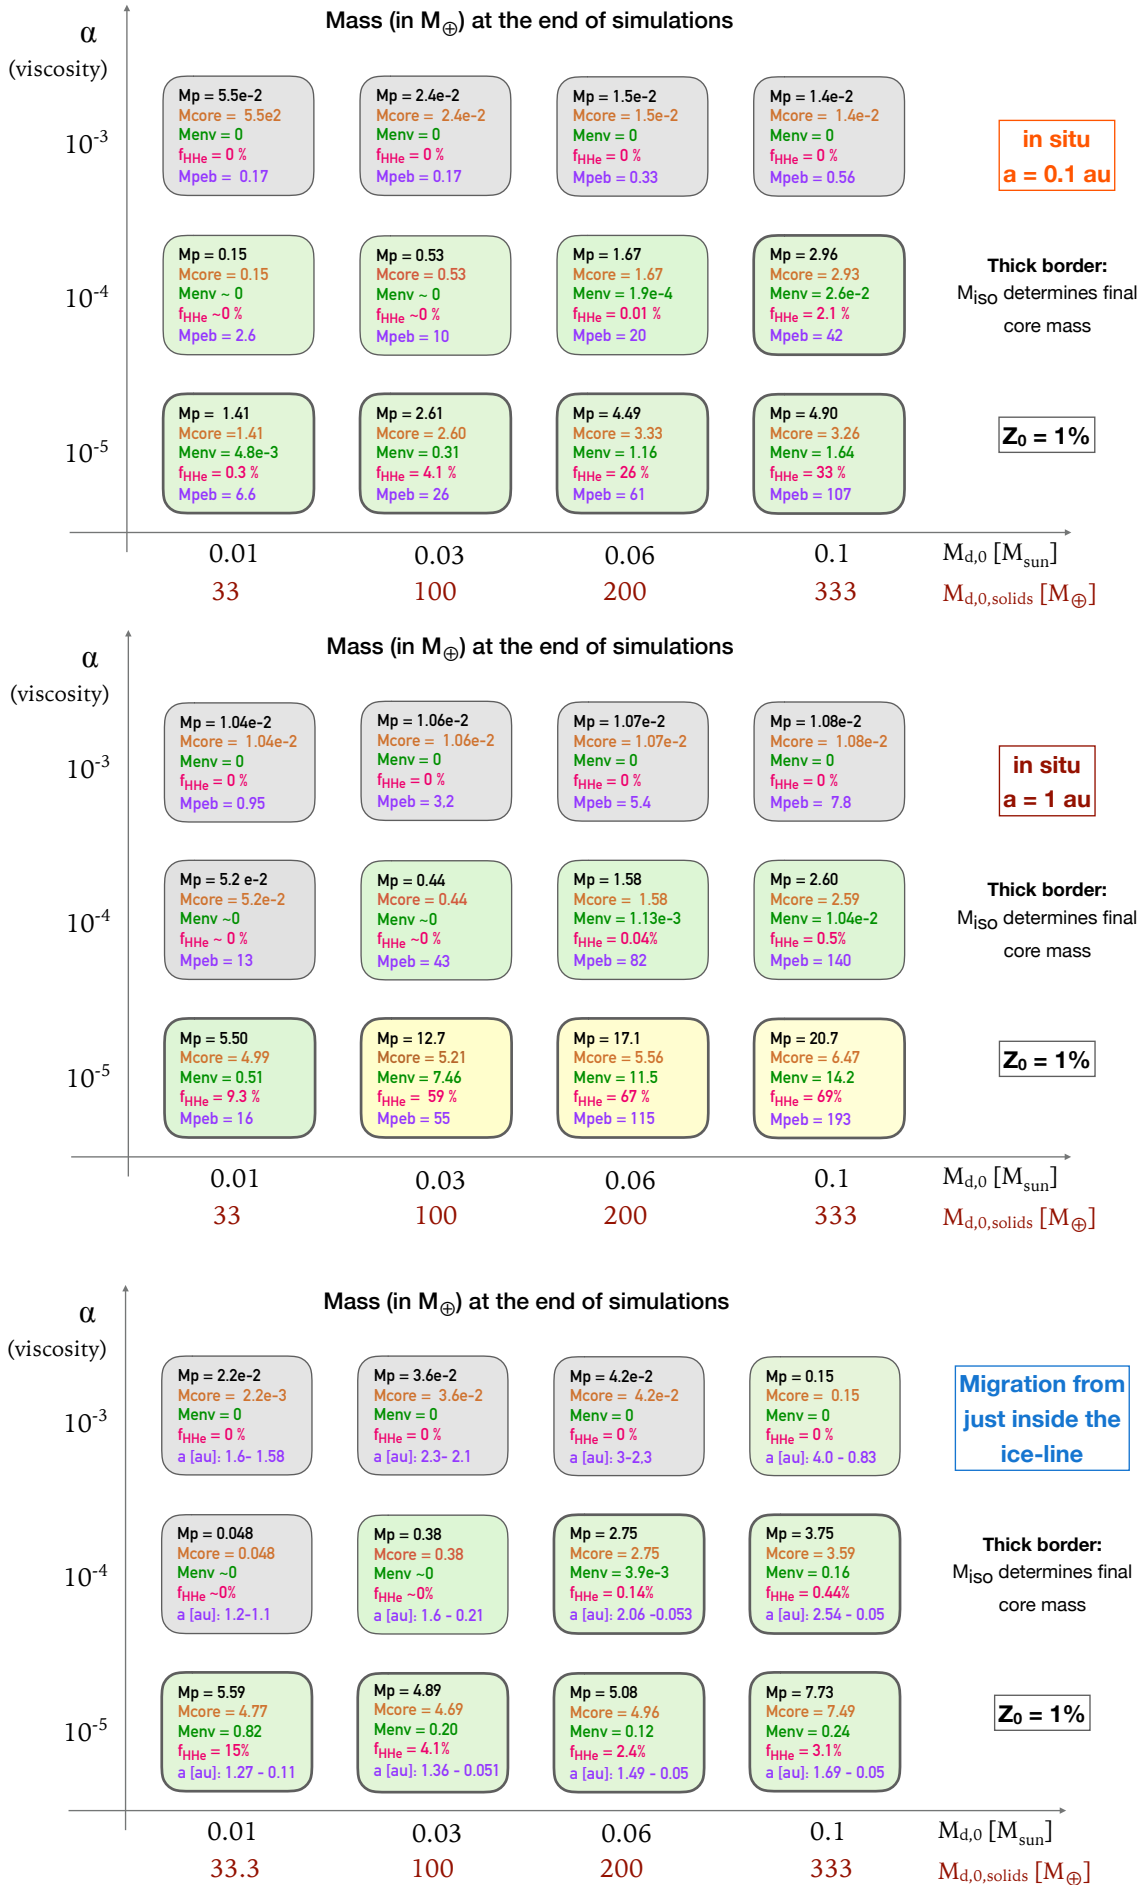 Mass (in M⊕) at the end of simulations
α
(viscosity)
10-3
Mp = 5.5e-2
Mcore = 5.5e2
Menv = 0
fHHe = 0 %
Mpeb = 0.17
Mp = 2.4e-2
Mcore = 2.4e-2
Menv = 0
fHHe = 0 %
Mpeb = 0.17
Mp = 1.5e-2
Mcore = 1.5e-2
Menv = 0
fHHe = 0 %
Mpeb = 0.33
Mp = 1.4e-2
Mcore = 1.4e-2
Menv = 0
fHHe = 0 %
Mpeb = 0.56
in situ
a = 0.1 au
10-4
Mp = 0.15
Mcore = 0.15
Menv ~ 0
fHHe ~0 %
Mpeb = 2.6
Mp = 0.53
Mcore = 0.53
Menv ~ 0
fHHe ~0 %
Mpeb = 10
Mp = 1.67
Mcore = 1.67
Menv = 1.9e-4
fHHe = 0.01 %
Mpeb = 20
Mp = 2.96
Mcore = 2.93
Menv = 2.6e-2
fHHe = 2.1 %
Mpeb = 42
Thick border:
Miso determines final
core mass
10-5
Mp = 1.41
Mcore =1.41
Menv = 4.8e-3
fHHe = 0.3 %
Mpeb = 6.6
Mp = 2.61
Mcore = 2.60
Menv = 0.31
fHHe = 4.1 %
Mpeb = 26
Mp = 4.49
Mcore = 3.33
Menv = 1.16
fHHe = 26 %
Mpeb = 61
Mp = 4.90
Mcore = 3.26
Menv = 1.64
fHHe = 33 %
Mpeb = 107
Z0 = 1%
0.01 0.03 0.06 0.1 Md,0 [Msun]
33 100 200 333 Md,0,solids [M⊕]
Mass (in M⊕) at the end of simulations
α
(viscosity)
10-3
Mp = 1.04e-2
Mcore = 1.04e-2
Menv = 0
fHHe = 0 %
Mpeb = 0.95
Mp = 1.06e-2
Mcore = 1.06e-2
Menv = 0
fHHe = 0 %
Mpeb = 3,2
Mp = 1.07e-2
Mcore = 1.07e-2
Menv = 0
fHHe = 0 %
Mpeb = 5.4
Mp = 1.08e-2
Mcore = 1.08e-2
Menv = 0
fHHe = 0 %
Mpeb = 7.8
in situ
a = 1 au
10-4
Mp = 5.2 e-2
Mcore = 5.2e-2
Menv ~0
fHHe ~ 0 %
Mpeb = 13
Mp = 0.44
Mcore = 0.44
Menv ~0
fHHe ~0 %
Mpeb = 43
Mp = 1.58
Mcore = 1.58
Menv = 1.13e-3
fHHe = 0.04%
Mpeb = 82
Mp = 2.60
Mcore = 2.59
Menv = 1.04e-2
fHHe = 0.5%
Mpeb = 140
Thick border:
Miso determines final
core mass
10-5
Mp = 5.50
Mcore = 4.99
Menv = 0.51
fHHe = 9.3 %
Mpeb = 16
Mp = 12.7
Mcore = 5.21
Menv = 7.46
fHHe = 59 %
Mpeb = 55
Mp = 17.1
Mcore = 5.56
Menv = 11.5
fHHe = 67 %
Mpeb = 115
Mp = 20.7
Mcore = 6.47
Menv = 14.2
fHHe = 69%
Mpeb = 193
Z0 = 1%
0.01 0.03 0.06 0.1 Md,0 [Msun]
33 100 200 333 Md,0,solids [M⊕]
Mass (in M⊕) at the end of simulations
α
(viscosity)
10-3
Mp = 2.2e-2
Mcore = 2.2e-3
Menv = 0
fHHe = 0 %
a [au]: 1.6- 1.58
Mp = 3.6e-2
Mcore = 3.6e-2
Menv = 0
fHHe = 0 %
a [au]: 2.3- 2.1
Mp = 4.2e-2
Mcore = 4.2e-2
Menv = 0
fHHe = 0 %
a [au]: 3-2,3
Mp = 0.15
Mcore = 0.15
Menv = 0
fHHe = 0 %
a [au]: 4.0 - 0.83
Migration from
just inside the
ice-line
10-4
Mp = 0.048
Mcore = 0.048
Menv ~0
fHHe ~0%
a [au]: 1.2-1.1
Mp = 0.38
Mcore = 0.38
Menv ~0
fHHe ~0%
a [au]: 1.6 - 0.21
Mp = 2.75
Mcore = 2.75
Menv = 3.9e-3
fHHe = 0.14%
a [au]: 2.06 -0.053
Mp = 3.75
Mcore = 3.59
Menv = 0.16
fHHe = 0.44%
a [au]: 2.54 - 0.05
Thick border:
Miso determines final
core mass
10-5
Mp = 5.59
Mcore = 4.77
Menv = 0.82
fHHe = 15%
a [au]: 1.27 - 0.11
Mp = 4.89
Mcore = 4.69
Menv = 0.20
fHHe = 4.1%
a [au]: 1.36 - 0.051
Mp = 5.08
Mcore = 4.96
Menv = 0.12
fHHe = 2.4%
a [au]: 1.49 - 0.05
Mp = 7.73
Mcore = 7.49
Menv = 0.24
fHHe = 3.1%
a [au]: 1.69 - 0.05
Z0 = 1%
0.01 0.03 0.06 0.1 Md,0 [Msun]
33.3 100 200 333 Md,0,solids [M⊕]